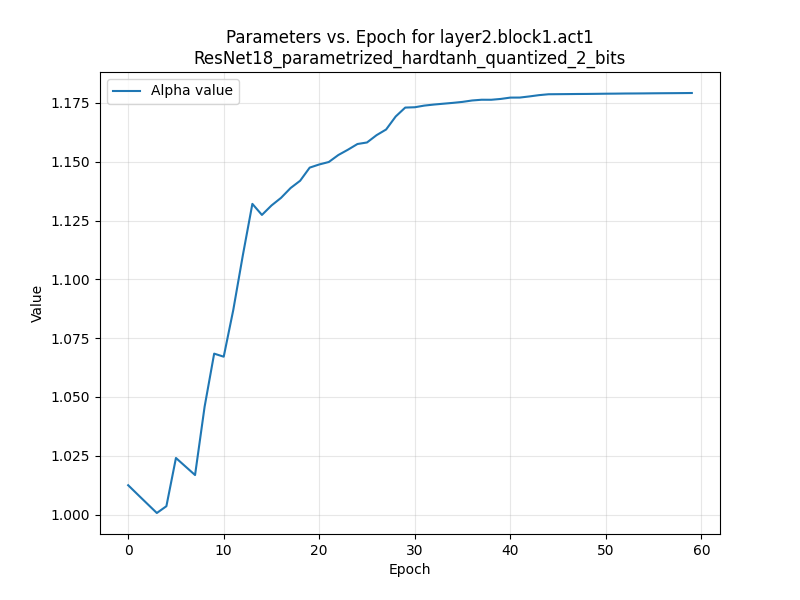 Parameters vs. Epoch for layer2.block1.act1
ResNet18_parametrized_hardtanh_quantized_2_bits
Alpha value
1.175
1.150
1.125
1.100
1.075
1.050
1.025
1.000
Value
0 10 20 30 40 50 60
Epoch